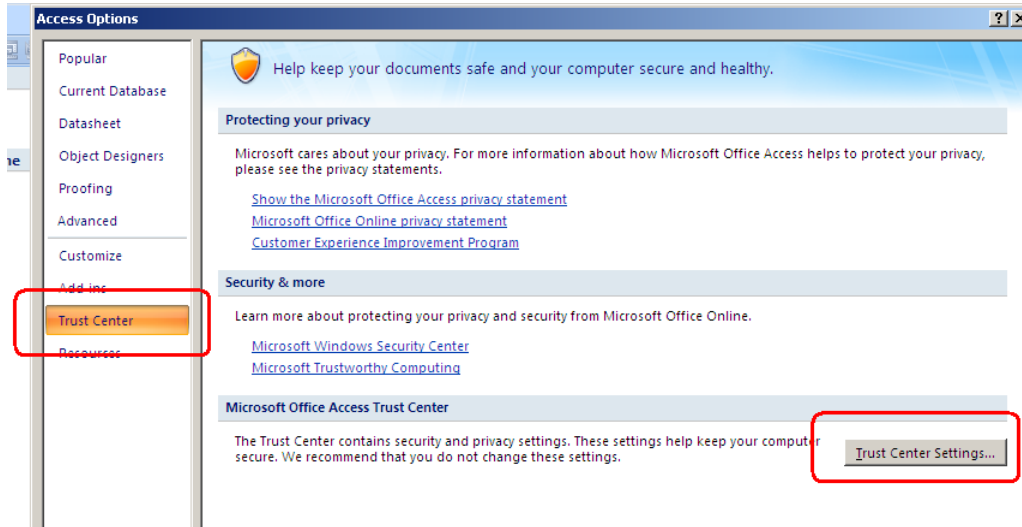 Access Options
Popular
Current Database
Datasheet
Object Designers
Proofing
Advanced
Customize
Add-ins
Trust Center
Resources
Help keep your documents safe and your computer secure and healthy.
Protecting your privacy
Microsoft cares about your privacy. For more information about how Microsoft Office Access helps to protect your privacy,
please see the privacy statements.
Show the Microsoft Office Access privacy statement
Microsoft Office Online privacy statement
Customer Experience Improvement Program
Security & more
Learn more about protecting your privacy and security from Microsoft Office Online.
Microsoft Windows Security Center
Microsoft Trustworthy Computing
Microsoft Office Access Trust Center
The Trust Center contains security and privacy settings. These settings help keep your computer
secure. We recommend that you do not change these settings.
Trust Center Settings...